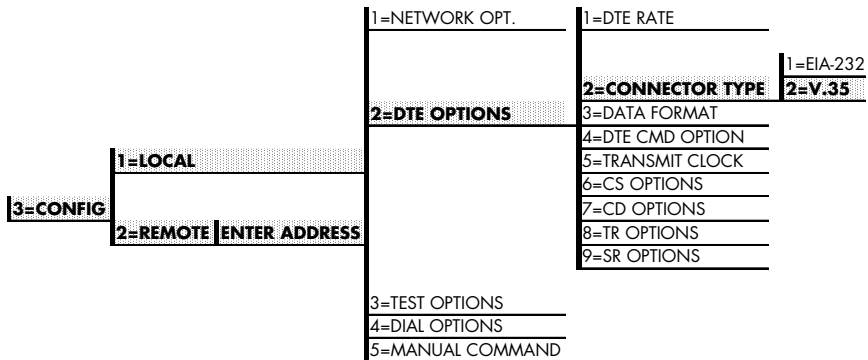 1=NETWORK OPT.
1=DTE RATE
1=EIA-232
2=CONNECTOR TYPE
2=V.35
2=DTE OPTIONS
3=DATA FORMAT
4=DTE CMD OPTION
1=LOCAL
5=TRANSMIT CLOCK
6=CS OPTIONS
3=CONFIG
7=CD OPTIONS
2=REMOTE
ENTER ADDRESS
8=TR OPTIONS
9=SR OPTIONS
3=TEST OPTIONS
4=DIAL OPTIONS
5=MANUAL COMMAND